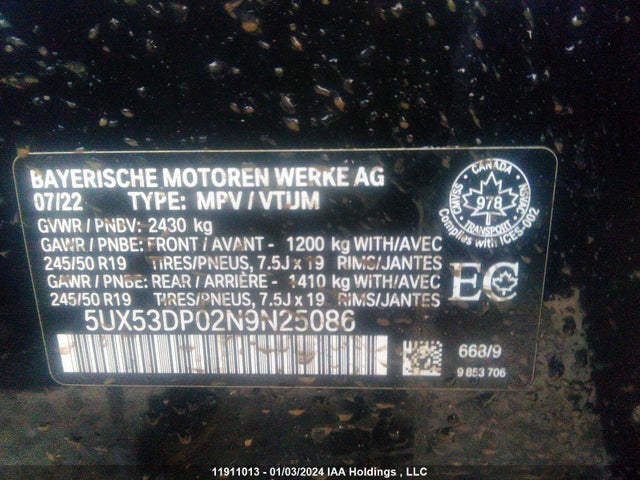 BAYERISCHE MOTOREN WERKE AG
07/22 TYPE: MPV / VTUM
GVWR / PNBV: 2430 kg
GAWR / PNBE: FRONT / AVANT - 1200 kg WITH/AVEC
245/50 R19 TIRES/PNEUS, 7.5J x 19 RIMS/JANTES
GAWR / PNBE: REAR / ARRIÈRE - 1410 kg WITH/AVEC
245/50 R19 TIRES/PNEUS, 7.5J x 19 RIMS/JANTES
5UX53DP02N9N25086
CANADA
978
TRANSPORT
Complies with ICES-002
EC
668/9
9 853 706
11911013 - 01/03/2024 IAA Holdings , LLC